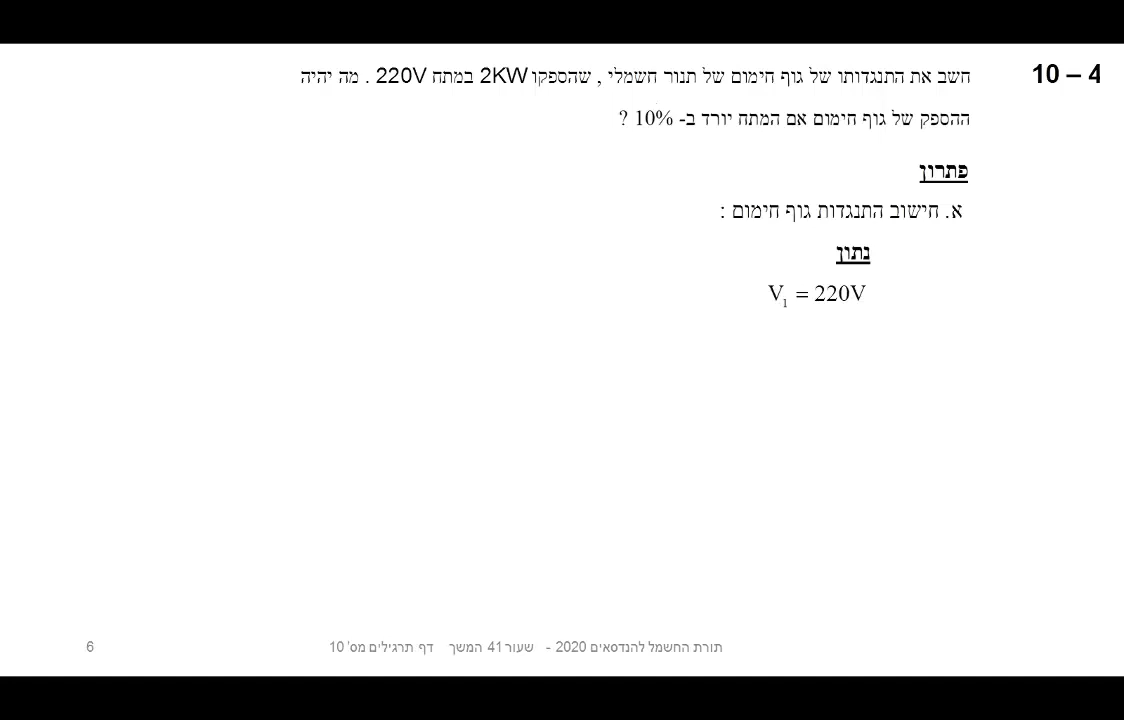 10 – 4
חשב את התנגדותו של גוף חימום של תנור חשמלי , שהספקו 2KW במתח 220V . מה יהיה
ההספק של גוף חימום אם המתח יורד ב- 10% ?
פתרון
א. חישוב התנגדות גוף חימום :
נתון
V₁ = 220V
תורת החשמל להנדסאים 2020 - שעור 41 המשך דף תרגילים מס' 10
6